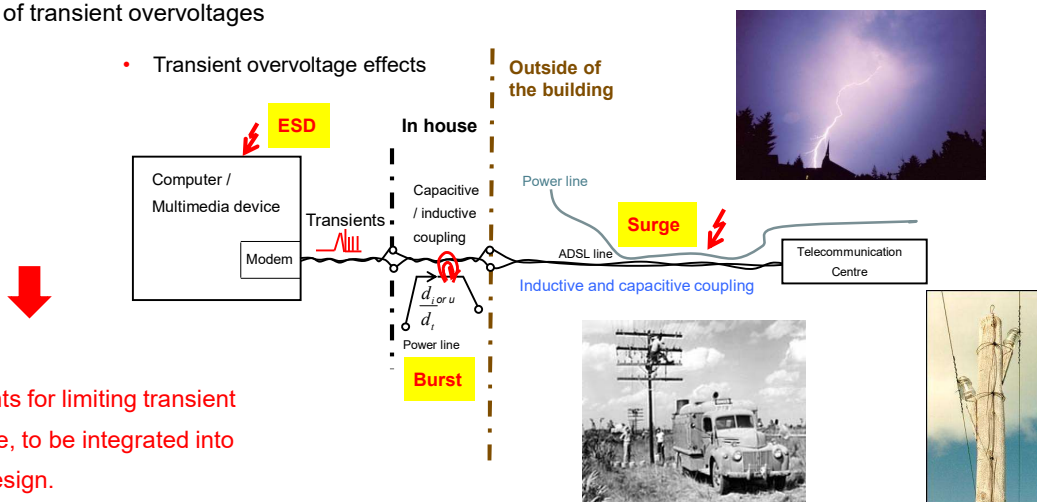 of transient overvoltages
• Transient overvoltage effects
Outside of
the building
ESD
In house
Computer /
Multimedia device
Transients
Modem
Capacitive
/ inductive
coupling
Power line
Surge
ADSL line
Telecommunication
Centre
Inductive and capacitive coupling
d i or u
d t
Power line
Burst
nts for limiting transient
e, to be integrated into
esign.